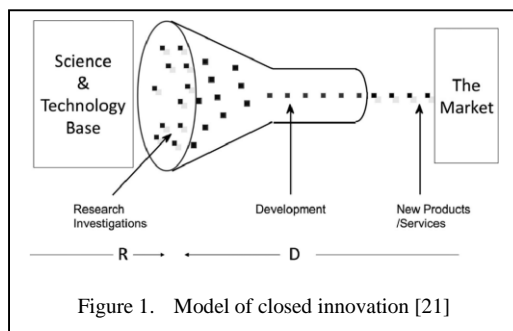 Science
&
Technology
Base
The
Market
Research
Investigations
Development
New Products
/Services
R
D
Figure 1. Model of closed innovation [21]